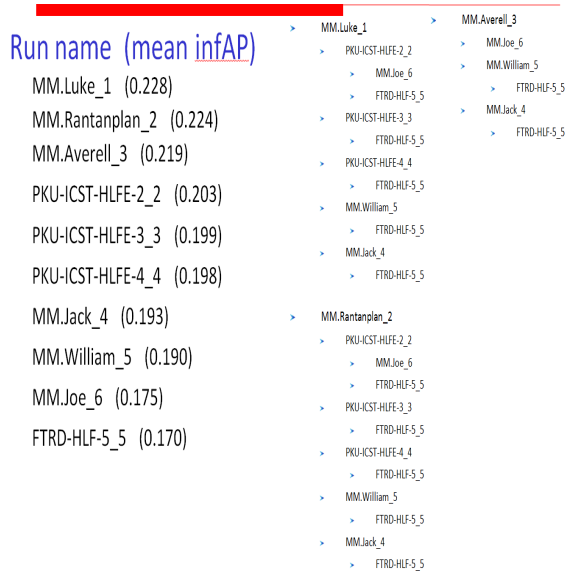 Run name (mean infAP)
MM.Luke_1 (0.228)
MM.Rantanplan_2 (0.224)
MM.Averell_3 (0.219)
PKU-ICST-HLFE-2_2 (0.203)
PKU-ICST-HLFE-3_3 (0.199)
PKU-ICST-HLFE-4_4 (0.198)
MM.Jack_4 (0.193)
MM.William_5 (0.190)
MM.Joe_6 (0.175)
FTRD-HLF-5_5 (0.170)
➢ MM.Luke_1
➢ PKU-ICST-HLFE-2_2
➢ MM.Joe_6
➢ FTRD-HLF-5_5
➢ PKU-ICST-HLFE-3_3
➢ FTRD-HLF-5_5
➢ PKU-ICST-HLFE-4_4
➢ FTRD-HLF-5_5
➢ MM.William_5
➢ FTRD-HLF-5_5
➢ MM.Jack_4
➢ FTRD-HLF-5_5
➢ MM.Rantanplan_2
➢ PKU-ICST-HLFE-2_2
➢ MM.Joe_6
➢ FTRD-HLF-5_5
➢ PKU-ICST-HLFE-3_3
➢ FTRD-HLF-5_5
➢ PKU-ICST-HLFE-4_4
➢ FTRD-HLF-5_5
➢ MM.William_5
➢ FTRD-HLF-5_5
➢ MM.Jack_4
➢ FTRD-HLF-5_5
➢ MM.Averell_3
➢ MM.Joe_6
➢ MM.William_5
➢ FTRD-HLF-5_5
➢ MM.Jack_4
➢ FTRD-HLF-5_5